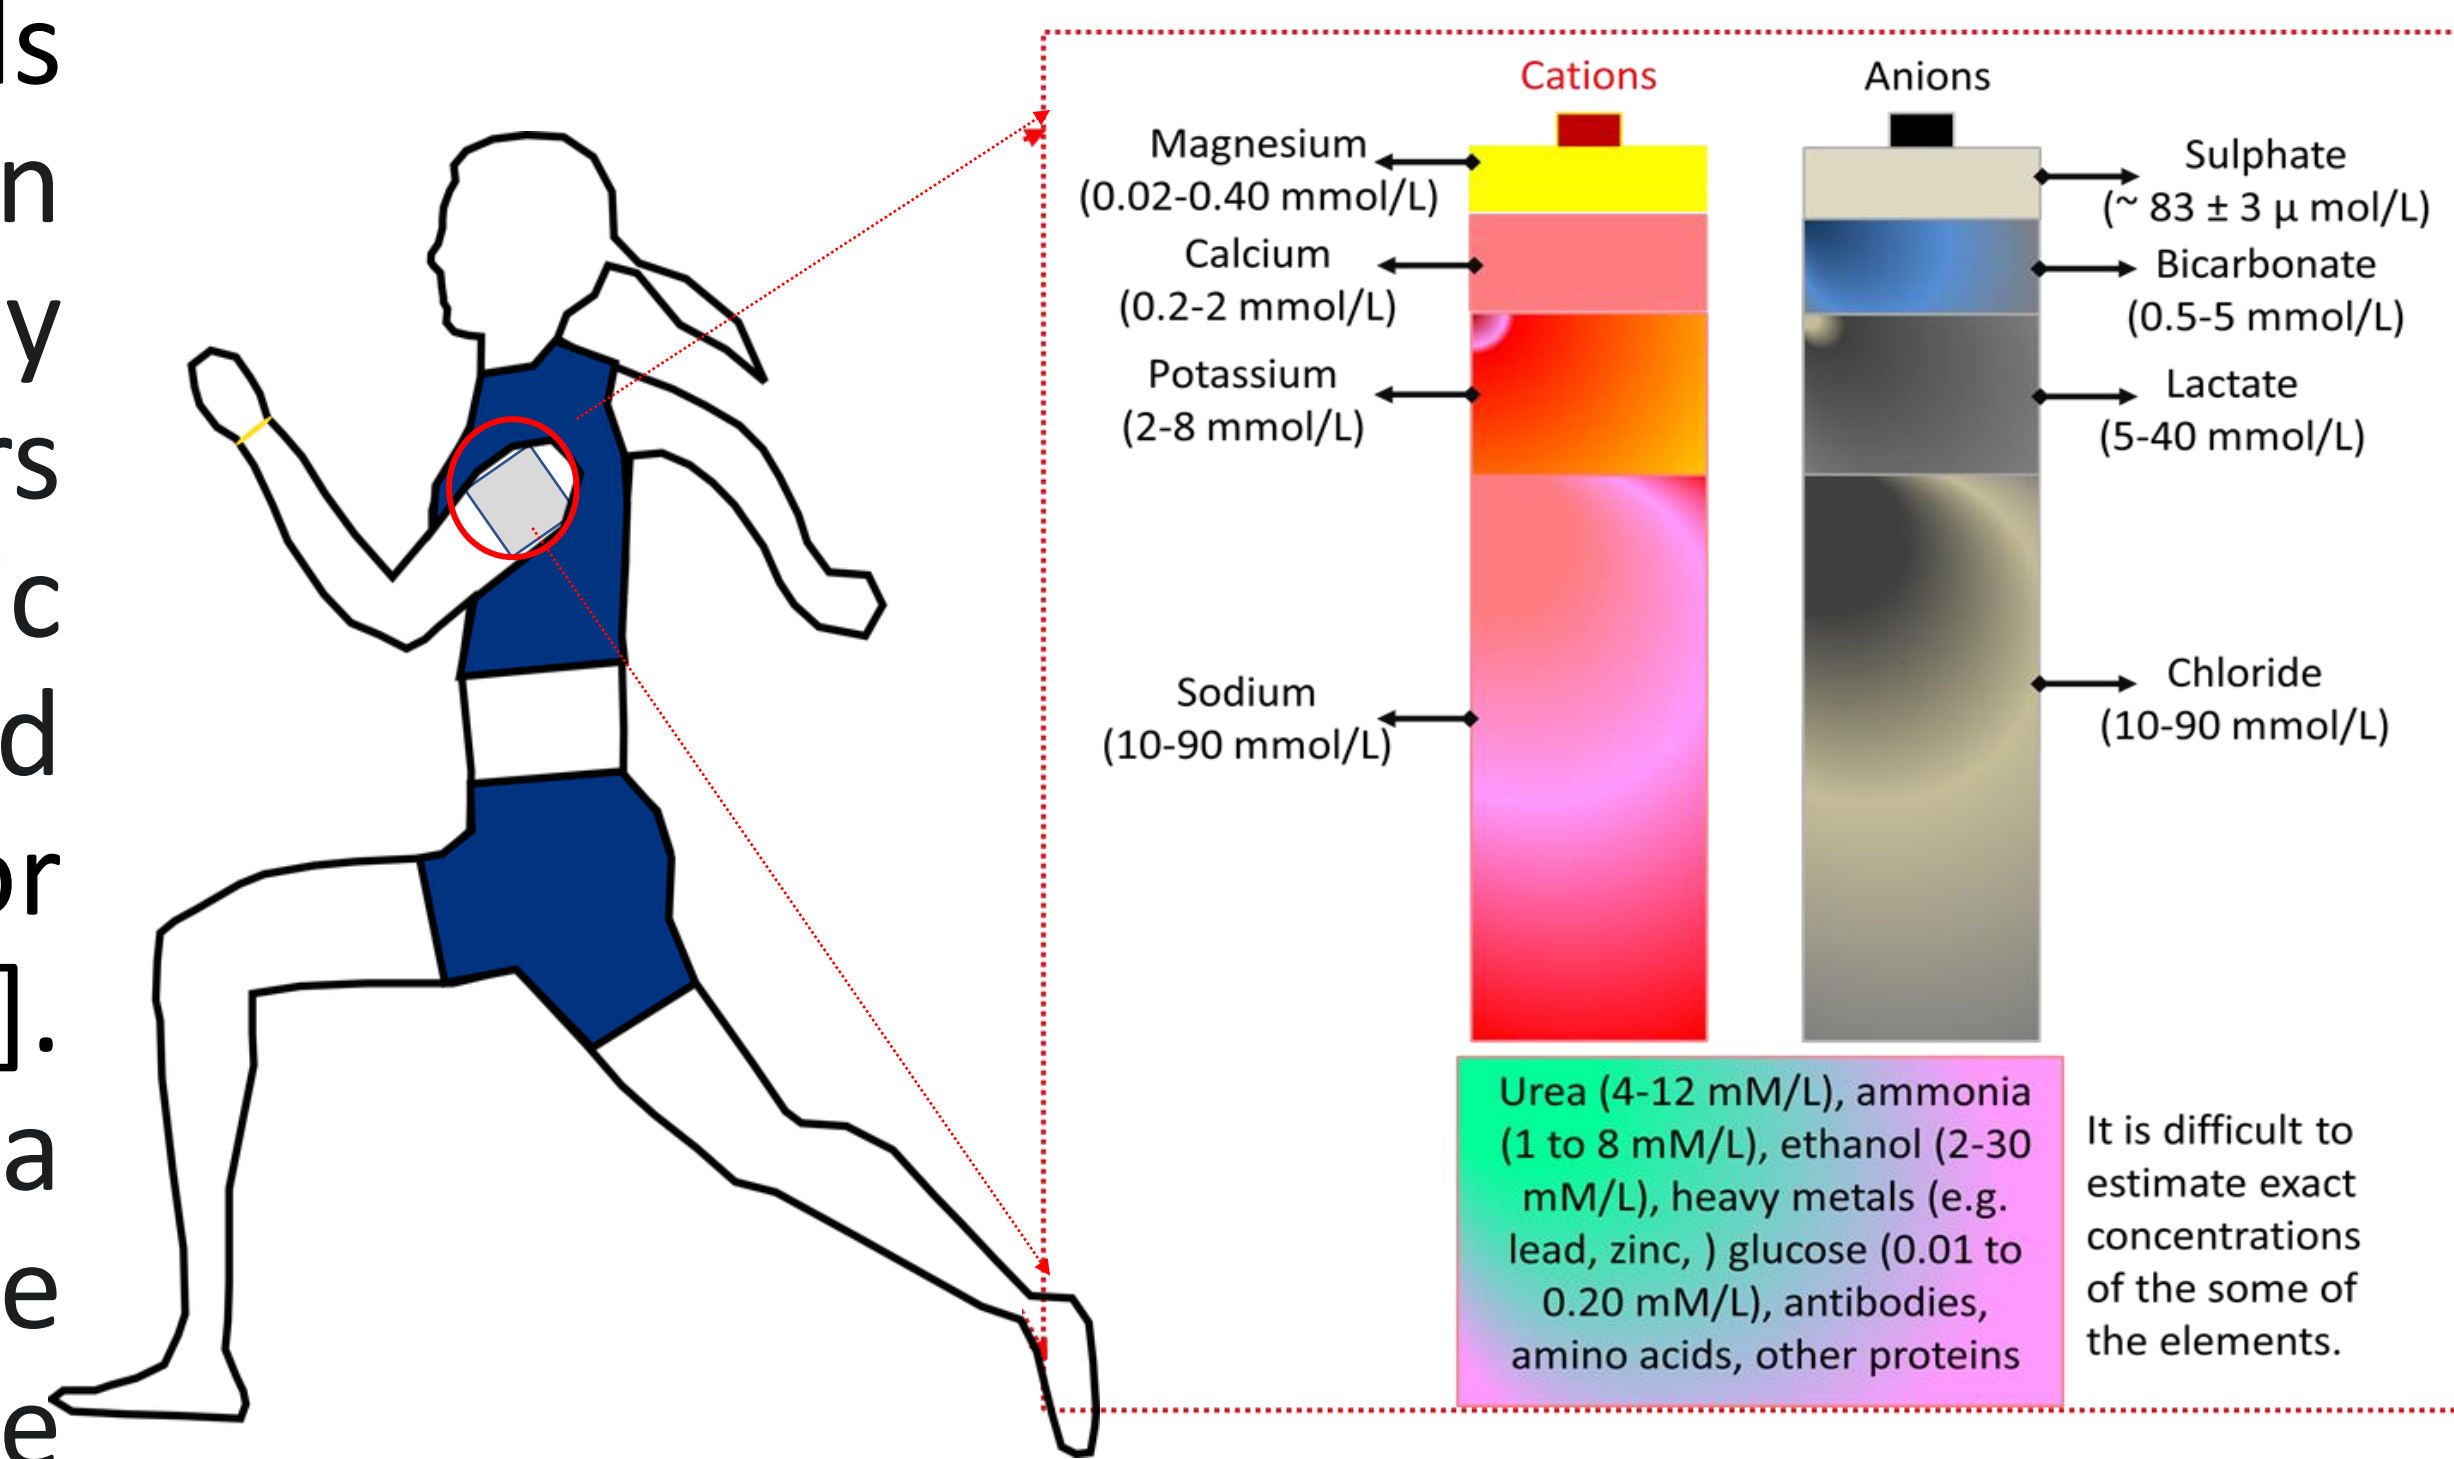 ls
n
y
rs
c
d
or
].
a
e
e
Cations
Anions
Magnesium
(0.02-0.40 mmol/L)
Calcium
(0.2-2 mmol/L)
Potassium
(2-8 mmol/L)
Sodium
(10-90 mmol/L)
Sulphate
(~ 83 ± 3 µ mol/L)
Bicarbonate
(0.5-5 mmol/L)
Lactate
(5-40 mmol/L)
Chloride
(10-90 mmol/L)
Urea (4-12 mM/L), ammonia
(1 to 8 mM/L), ethanol (2-30
mM/L), heavy metals (e.g.
lead, zinc, ) glucose (0.01 to
0.20 mM/L), antibodies,
amino acids, other proteins
It is difficult to
estimate exact
concentrations
of the some of
the elements.